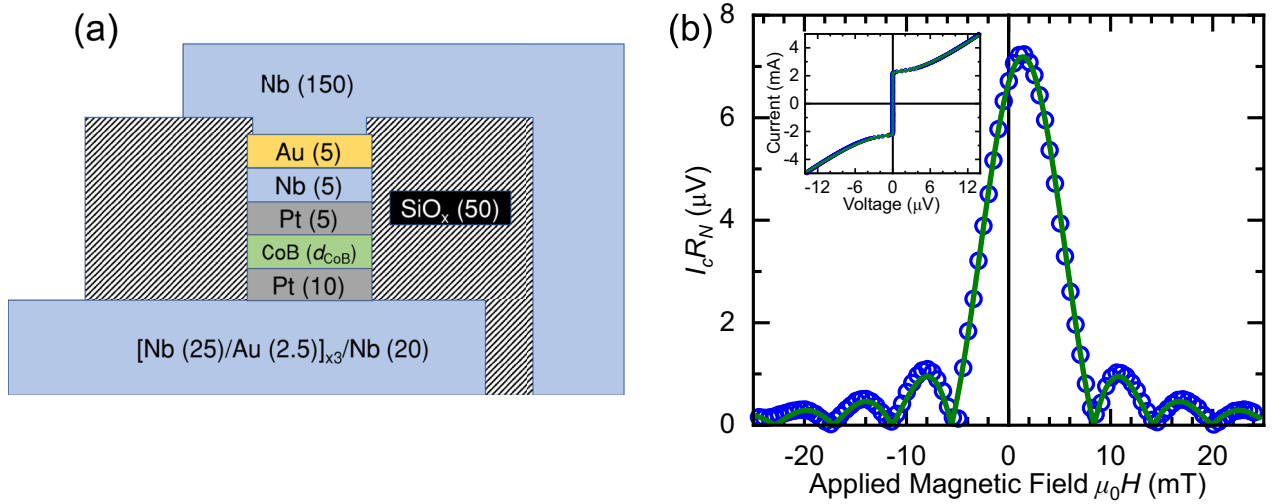 (a)
Nb (150)
Au (5)
Nb (5)
Pt (5)
CoB (dCoB)
Pt (10)
SiOx (50)
[Nb (25)/Au (2.5)]x3/Nb (20)
(b)
8
6
4
2
0
IcRN (μV)
-20 -10 0 10 20
Applied Magnetic Field μ0H (mT)
4
2
0
-2
-4
Current (mA)
-12 -6 0 6 12
Voltage (μV)